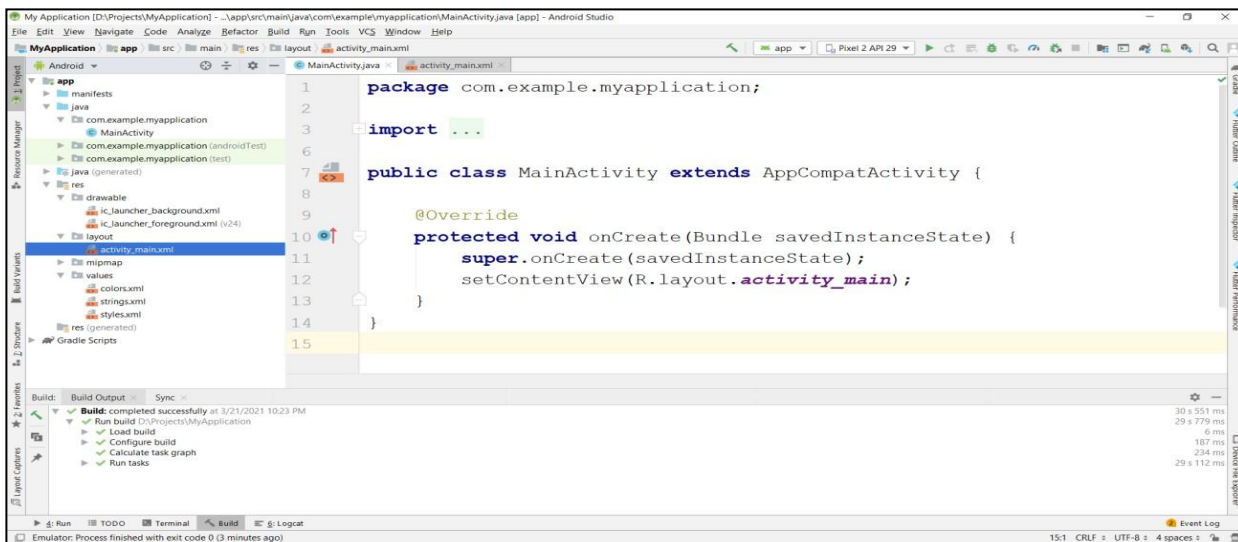 My Application [D:\Projects\MyApplication] - ...\app\src\main\java\com\example\myapplication\MainActivity.java [app] - Android Studio
File Edit View Navigate Code Analyze Refactor Build Run Tools VCS Window Help
MyApplication app src main res layout activity_main.xml
app Pixel 2 API 29
Android
MainActivity.java
activity_main.xml
1: Project
Resource Manager
Build Variants
Z: Structure
2: Favorites
Layout Captures
app
manifests
java
com.example.myapplication
MainActivity
com.example.myapplication (androidTest)
com.example.myapplication (test)
java (generated)
res
drawable
ic_launcher_background.xml
ic_launcher_foreground.xml (v24)
layout
activity_main.xml
mipmap
values
colors.xml
strings.xml
styles.xml
res (generated)
Gradle Scripts
1 package com.example.myapplication;
2
3 import ...
6
7 public class MainActivity extends AppCompatActivity {
8
9 @Override
10 protected void onCreate(Bundle savedInstanceState) {
11 super.onCreate(savedInstanceState);
12 setContentView(R.layout.activity_main);
13 }
14 }
15
Gradle
Flutter Outline
Flutter Inspector
Flutter Performance
Device File Explorer
Build: Build Output Sync
Build: completed successfully at 3/21/2021 10:23 PM 30 s 551 ms
Run build D:\Projects\MyApplication 29 s 779 ms
Load build 6 ms
Configure build 187 ms
Calculate task graph 234 ms
Run tasks 29 s 112 ms
4: Run TODO Terminal Build 6: Logcat
2 Event Log
Emulator: Process finished with exit code 0 (3 minutes ago)
15:1 CRLF UTF-8 4 spaces